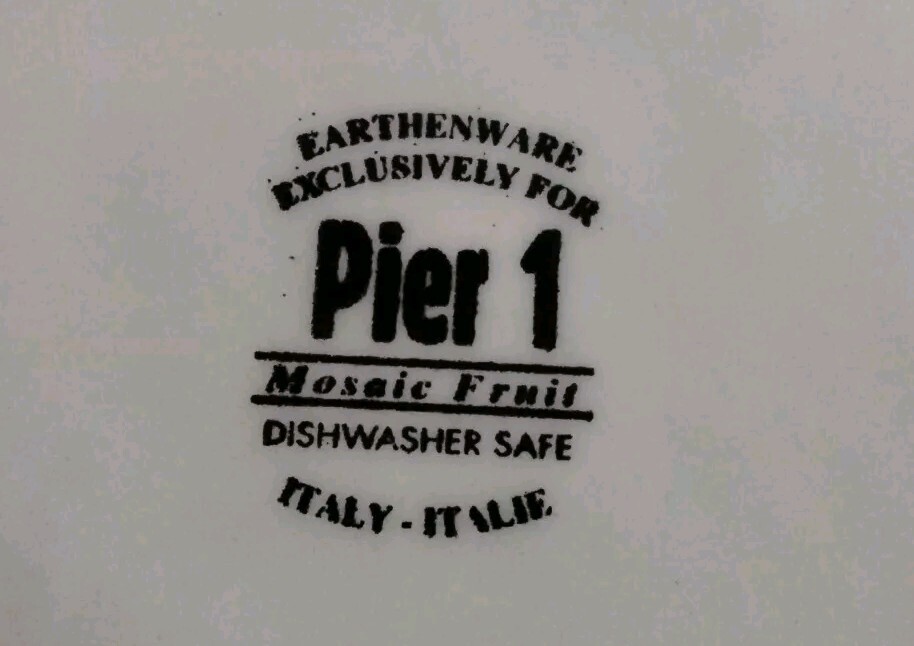 EARTHENWARE
EXCLUSIVELY FOR
Pier 1
Mosaic Fruit
DISHWASHER SAFE
ITALY - ITALIE